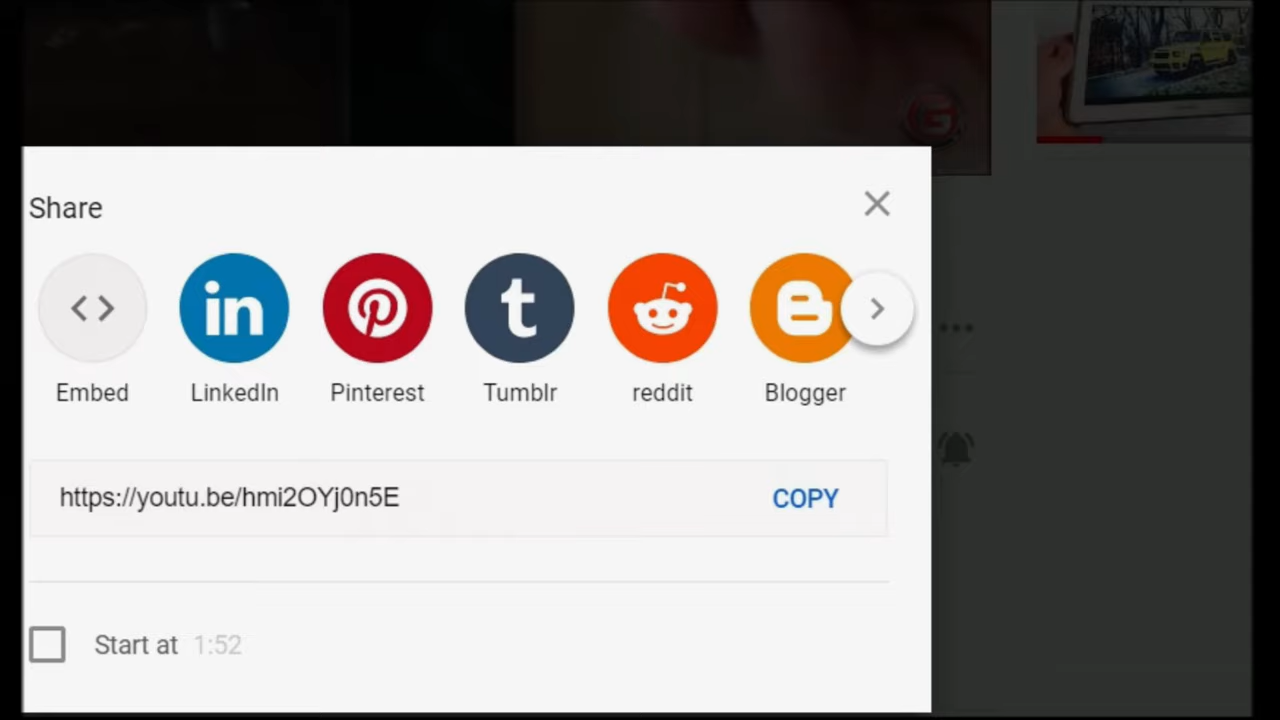 Share
Embed
LinkedIn
Pinterest
Tumblr
reddit
Blogger
https://youtu.be/hmi2OYj0n5E
COPY
Start at 1:52